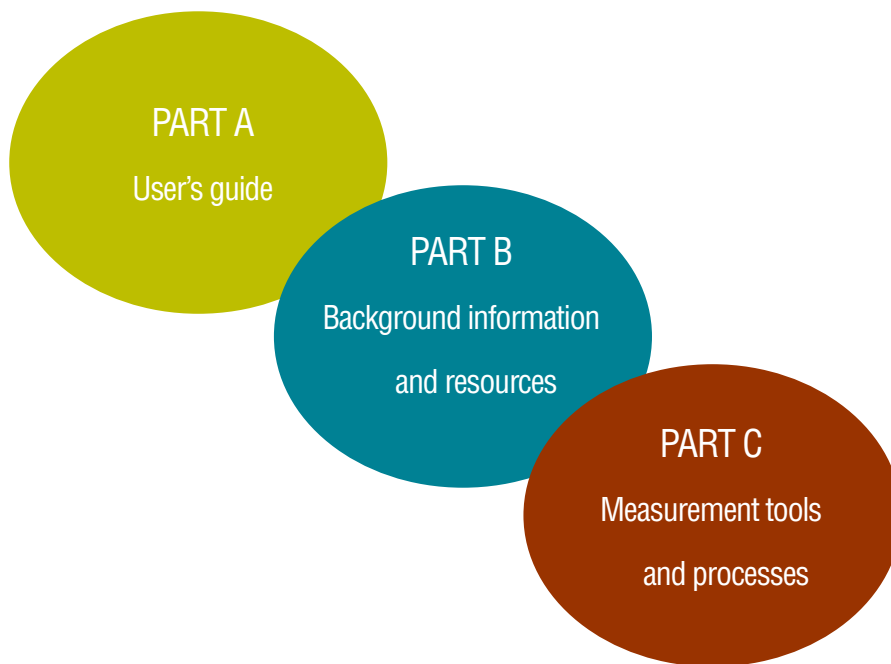 PART A
User’s guide
PART B
Background information
and resources
PART C
Measurement tools
and processes